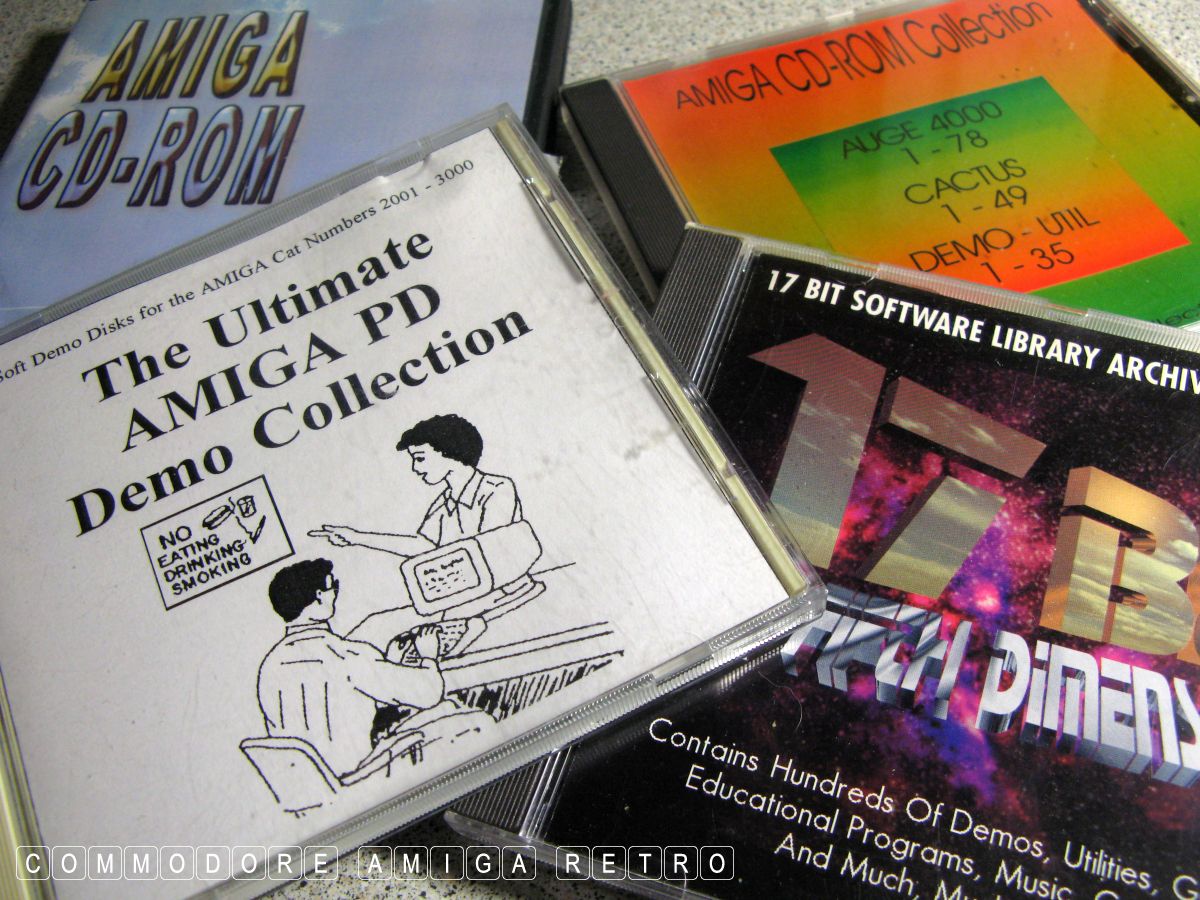 AMIGA
CD-ROM
AMIGA CD-ROM Collection
AUGE 4000
1 - 78
CACTUS
1 - 49
DEMO - UTIL
1 - 35
Soft Demo Disks for the AMIGA Cat Numbers 2001 - 3000
The Ultimate
AMIGA PD
Demo Collection
NO
EATING
DRINKING
SMOKING
17 BIT SOFTWARE LIBRARY ARCHIV
17 B
DIMENS
Contains Hundreds Of Demos, Utilities, G
Educational Programs, Music,
And Much,
COMMODORE AMIGA RETRO